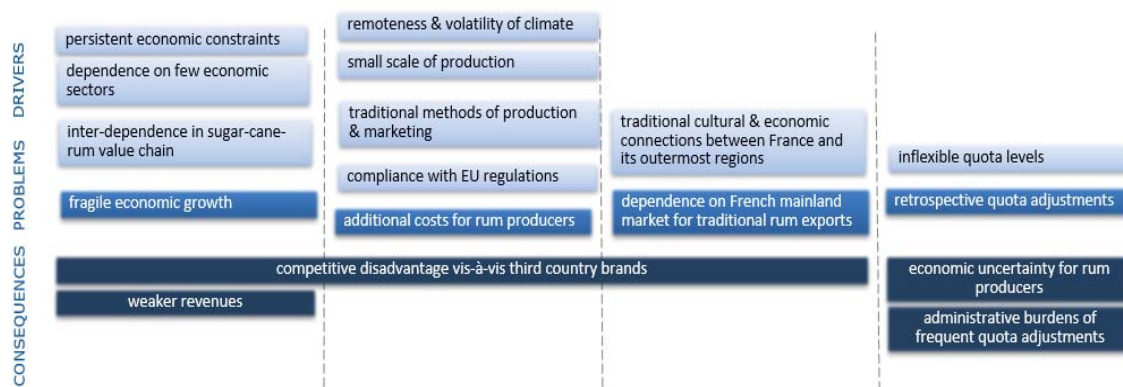 DRIVERS
PROBLEMS
CONSEQUENCES
persistent economic constraints
dependence on few economic
sectors
inter-dependence in sugar-cane-
rum value chain
fragile economic growth
remoteness & volatility of climate
small scale of production
traditional methods of production
& marketing
compliance with EU regulations
additional costs for rum producers
traditional cultural & economic
connections between France and
its outermost regions
dependence on French mainland
market for traditional rum exports
inflexible quota levels
retrospective quota adjustments
competitive disadvantage vis-à-vis third country brands
weaker revenues
economic uncertainty for rum
producers
administrative burdens of
frequent quota adjustments